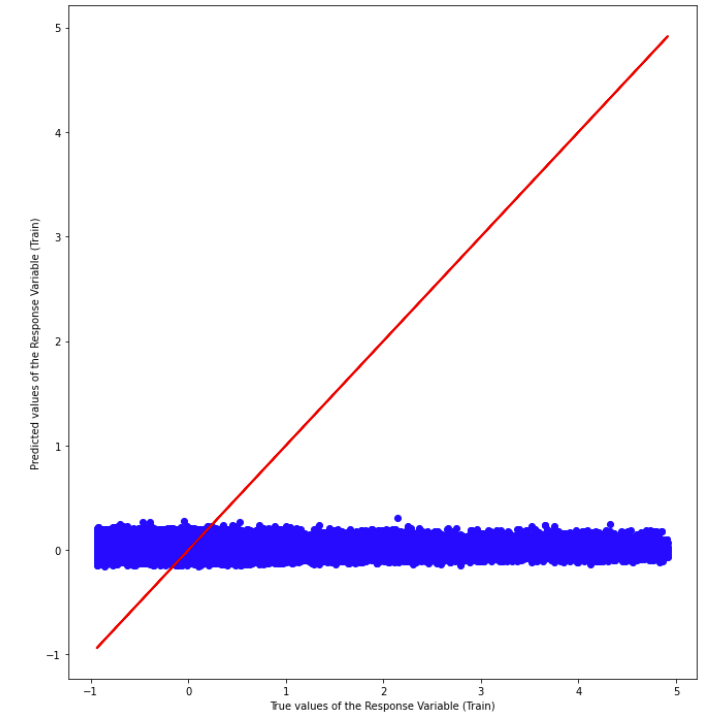 5
4
3
2
1
0
−1
Predicted values of the Response Variable (Train)
−1 0 1 2 3 4 5
True values of the Response Variable (Train)